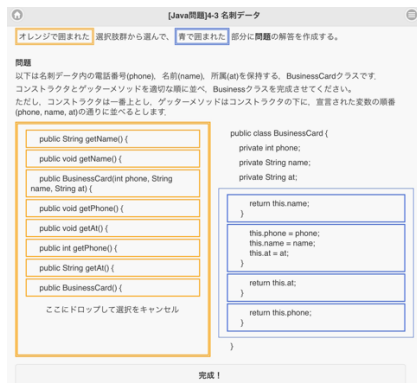 [Java問題]4-3 名刺データ
オレンジで囲まれた 選択肢群から選んで、 青で囲まれた 部分に問題の解答を作成する。
問題
以下は名刺データ内の電話番号(phone), 名前(name), 所属(at)を保持する, BusinessCardクラスです.
コンストラクタとゲッターメソッドを適切な順に並べ、Businessクラスを完成させてください。
ただし, コンストラクタは一番上とし, ゲッターメソッドはコンストラクタの下に, 宣言された変数の順番
(phone, name, at)の通りに並べるとします.
public String getName() {
public void getName() {
public BusinessCard(int phone, String
name, String at) {
public void getPhone() {
public void getAt() {
public int getPhone() {
public String getAt() {
public BusinessCard() {
ここにドロップして選択をキャンセル
public class BusinessCard {
private int phone;
private String name;
private String at;
return this.name;
}
this.phone = phone;
this.name = name;
this.at = at;
}
return this.at;
}
return this.phone;
}
}
完成！